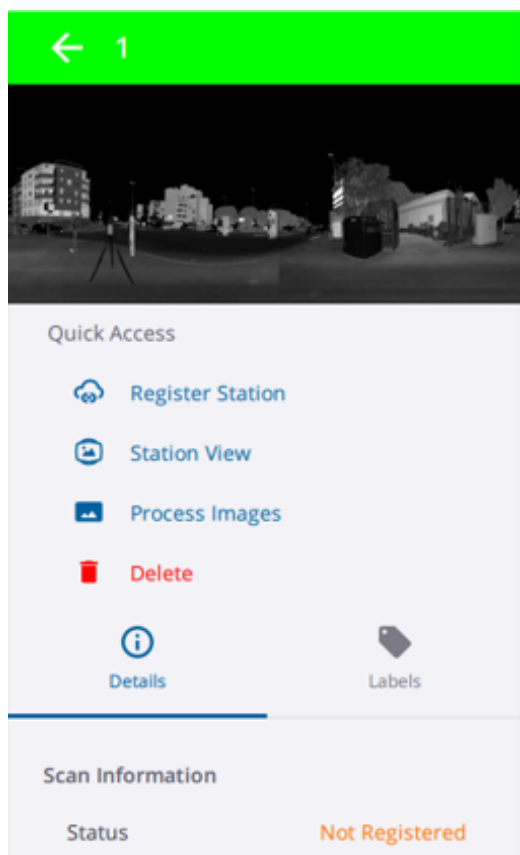 1
Quick Access
Register Station
Station View
Process Images
Delete
Details
Labels
Scan Information
Status
Not Registered